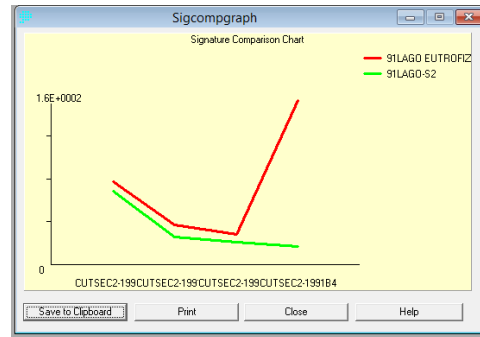 Sigcompgraph
Signature Comparison Chart
91LAGO EUTROFIZ
91LAGO-S2
1.6E+0002
0
CUTSEC2-199CUTSEC2-199CUTSEC2-199CUTSEC2-1991B4
Save to Clipboard
Print
Close
Help